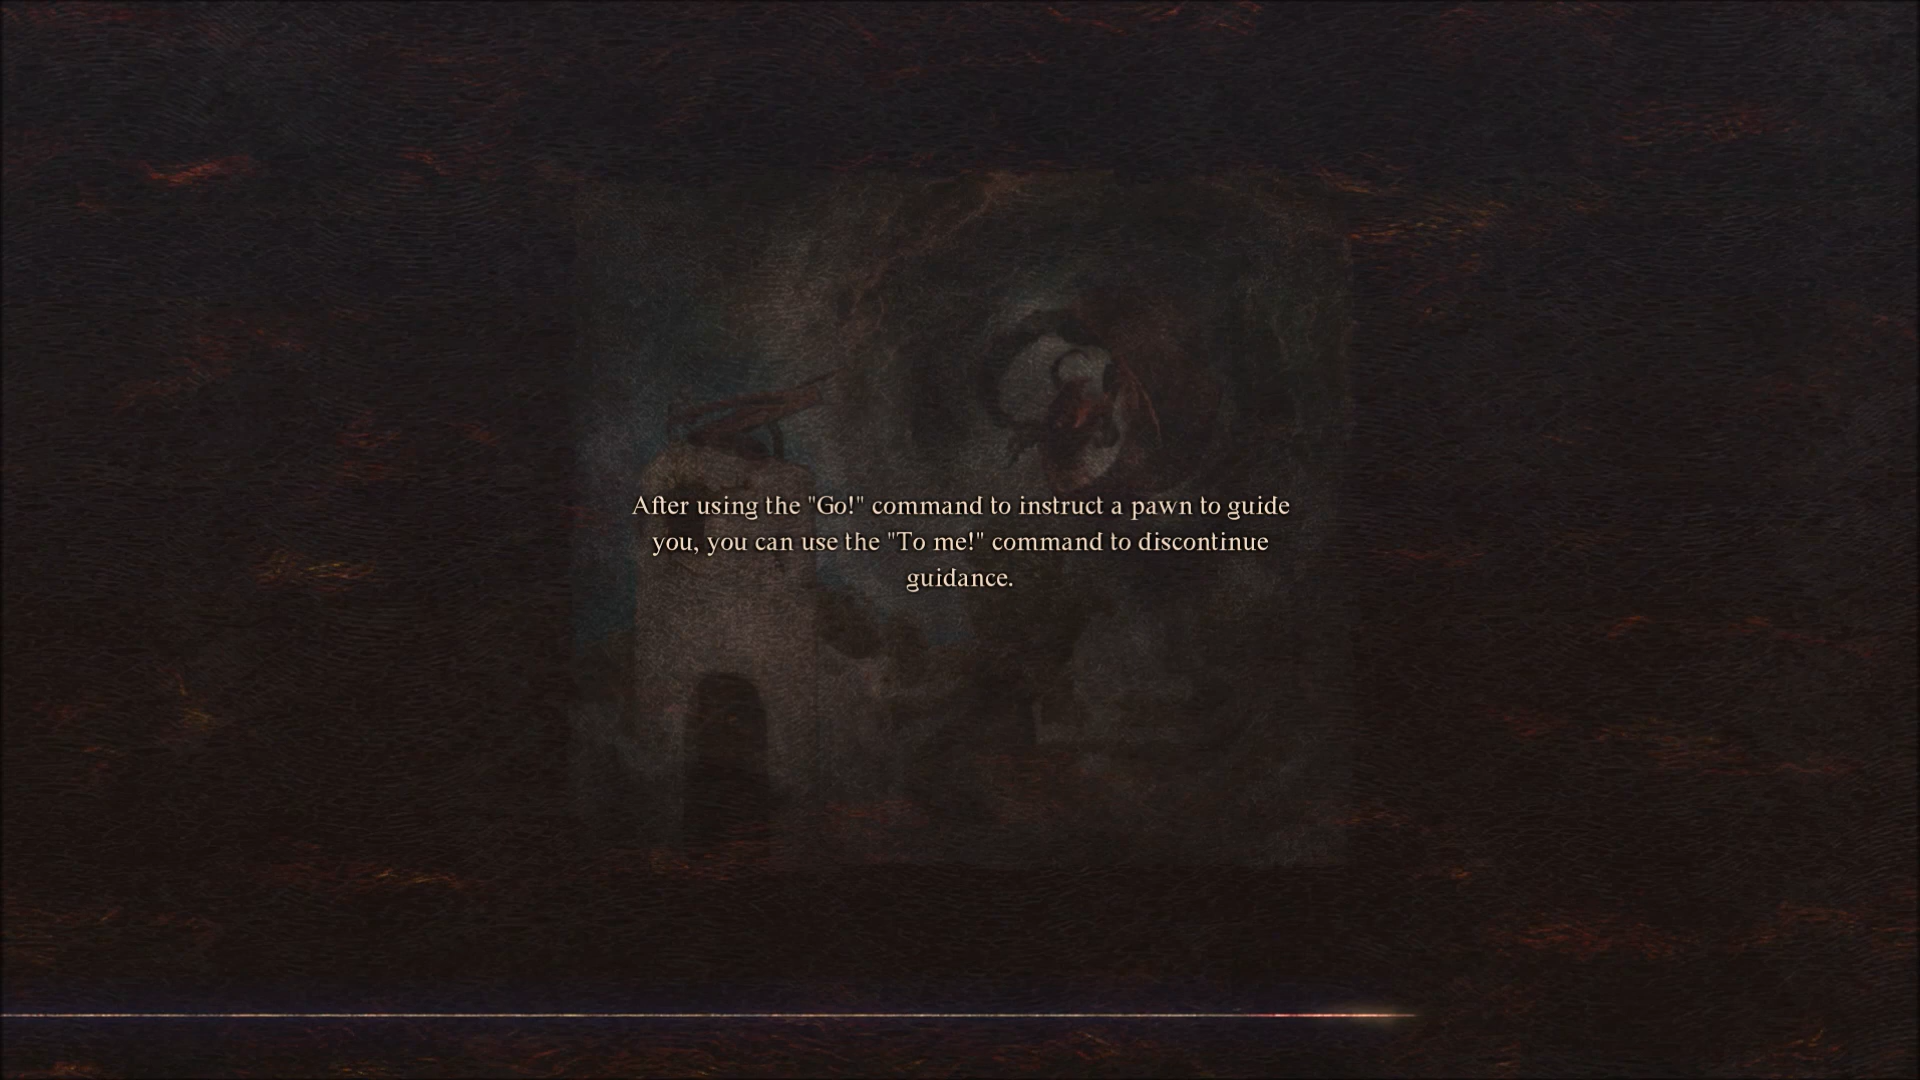 After using the "Go!" command to instruct a pawn to guide
you, you can use the "To me!" command to discontinue
guidance.